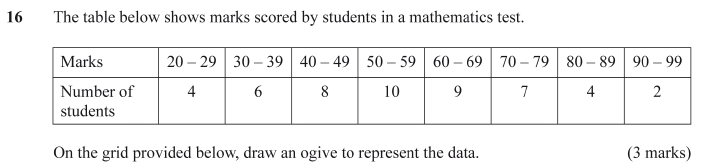 16 The table below shows marks scored by students in a mathematics test.
Marks 20 – 29 30 – 39 40 – 49 50 – 59 60 – 69 70 – 79 80 – 89 90 – 99
Number of students 4 6 8 10 9 7 4 2
On the grid provided below, draw an ogive to represent the data. (3 marks)